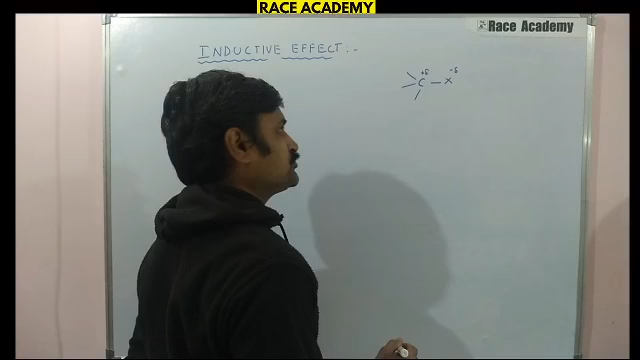 RACE ACADEMY
Race Academy
INDUCTIVE EFFECT:-
+δ -δ
C — X